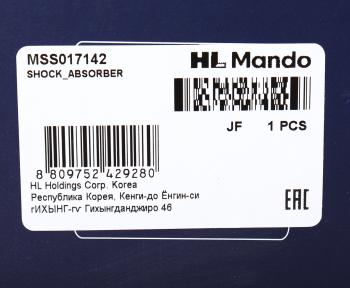 MSS017142
SHOCK_ABSORBER
HL Mando
JF 1 PCS
8 809752 429280
HL Holdings Corp. Korea
Республика Корея, Кенги-до Ёнгин-си
гИХЫНГ-гу Гихынгданджиро 46
EAC